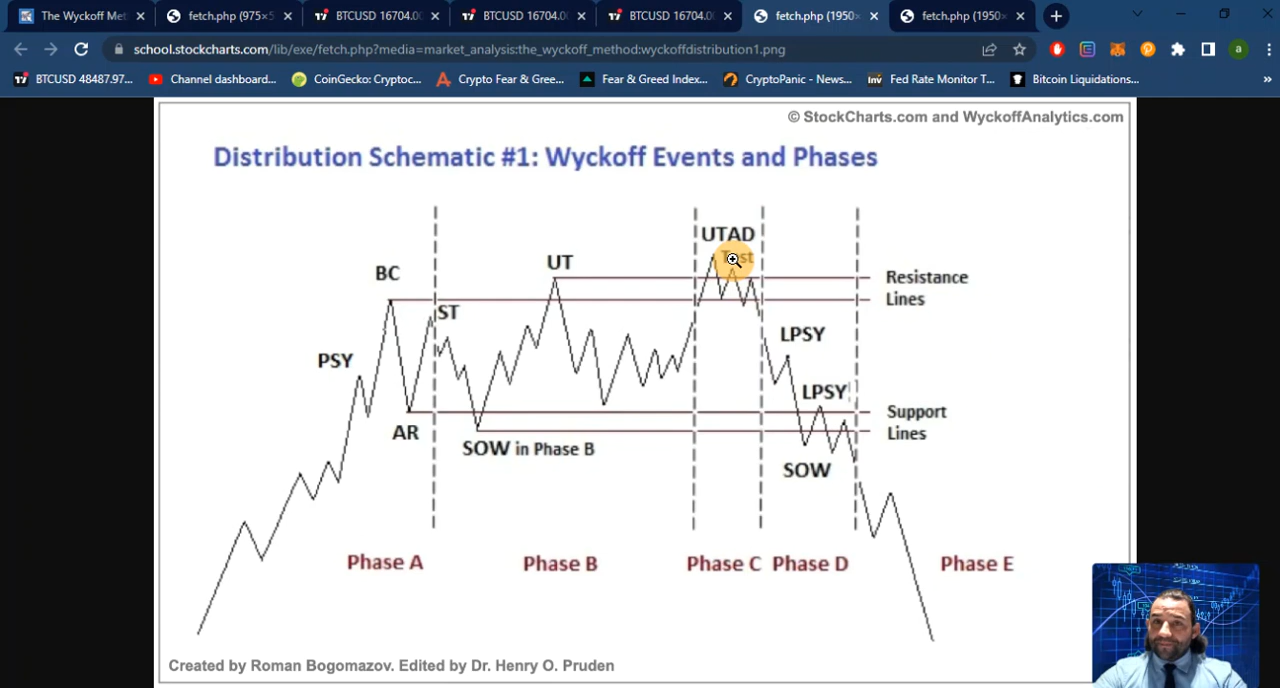 The Wyckoff Met
fetch.php (975×5
BTCUSD 16704.00
BTCUSD 16704.00
BTCUSD 16704.00
fetch.php (1950×
fetch.php (1950×
school.stockcharts.com/lib/exe/fetch.php?media=market_analysis:the_wyckoff_method:wyckoffdistribution1.png
a
BTCUSD 48487.97...
Channel dashboard...
CoinGecko: Cryptoc...
Crypto Fear & Gree...
Fear & Greed Index...
CryptoPanic - News...
Fed Rate Monitor T...
Bitcoin Liquidations...
»
© StockCharts.com and WyckoffAnalytics.com
Distribution Schematic #1: Wyckoff Events and Phases
UTAD
Test
BC
UT
Resistance
Lines
ST
PSY
LPSY
LPSY
Support
Lines
AR
SOW in Phase B
SOW
Phase A
Phase B
Phase C
Phase D
Phase E
Created by Roman Bogomazov. Edited by Dr. Henry O. Pruden